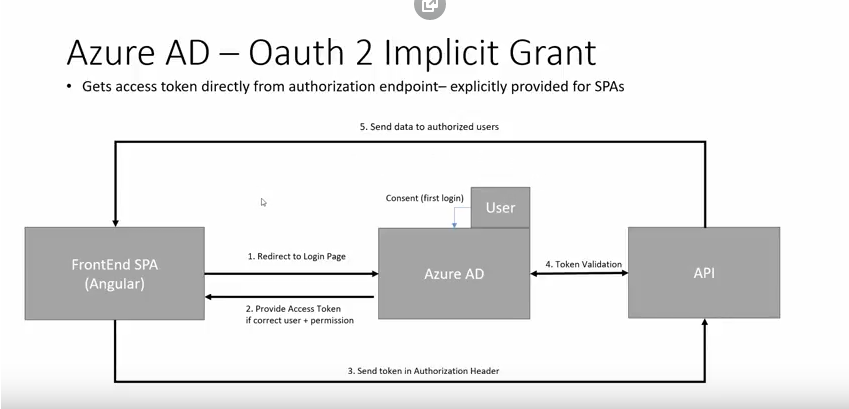 Azure AD – Oauth 2 Implicit Grant
• Gets access token directly from authorization endpoint– explicitly provided for SPAs
5. Send data to authorized users
Consent (first login)
User
FrontEnd SPA
(Angular)
1. Redirect to Login Page
Azure AD
4. Token Validation
API
2. Provide Access Token
if correct user + permission
3. Send token in Authorization Header